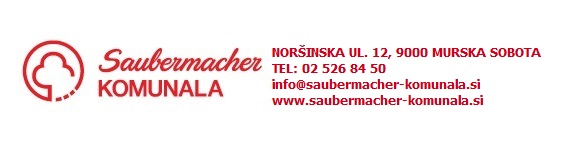 Saubermacher
KOMUNALA
NORŠINSKA UL. 12, 9000 MURSKA SOBOTA
TEL: 02 526 84 50
info@saubermacher-komunala.si
www.saubermacher-komunala.si